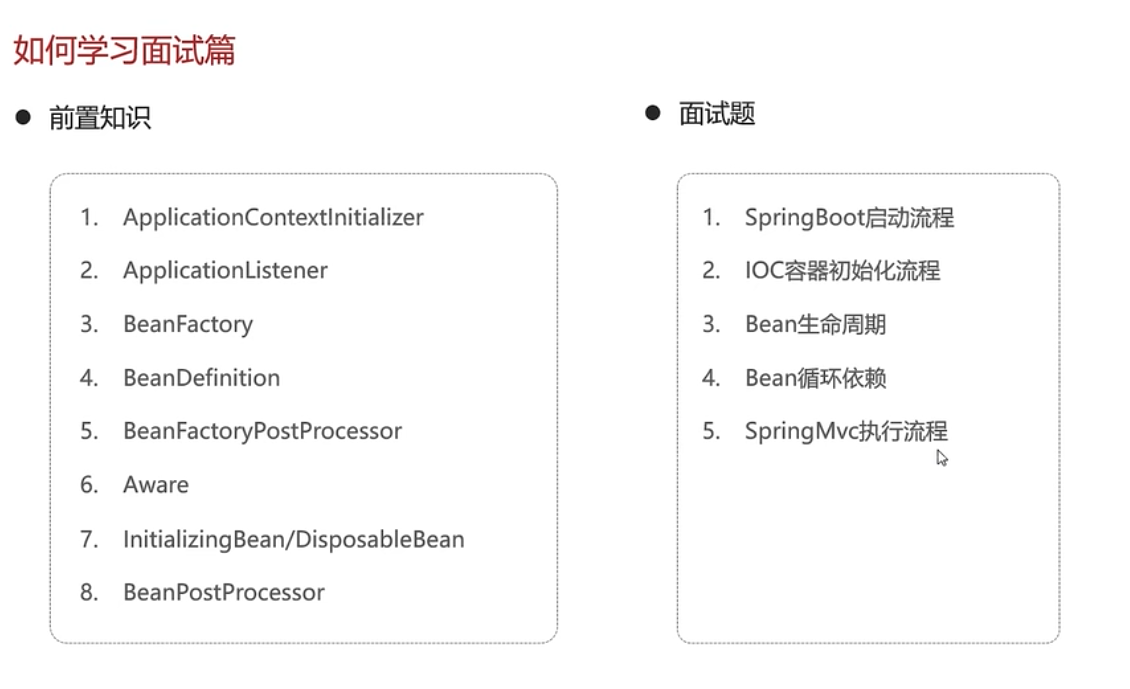 如何学习面试篇
● 前置知识
1. ApplicationContextInitializer
2. ApplicationListener
3. BeanFactory
4. BeanDefinition
5. BeanFactoryPostProcessor
6. Aware
7. InitializingBean/DisposableBean
8. BeanPostProcessor
● 面试题
1. SpringBoot启动流程
2. IOC容器初始化流程
3. Bean生命周期
4. Bean循环依赖
5. SpringMvc执行流程